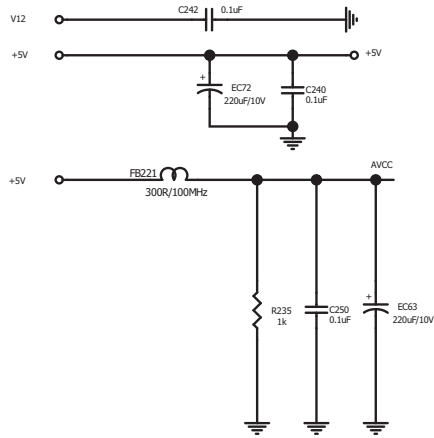 V12
C242
0.1uF
+5V
+5V
+
EC72
220uF/10V
C240
0.1uF
+5V
FB221
300R/100MHz
AVCC
R235
1k
C250
0.1uF
+
EC63
220uF/10V